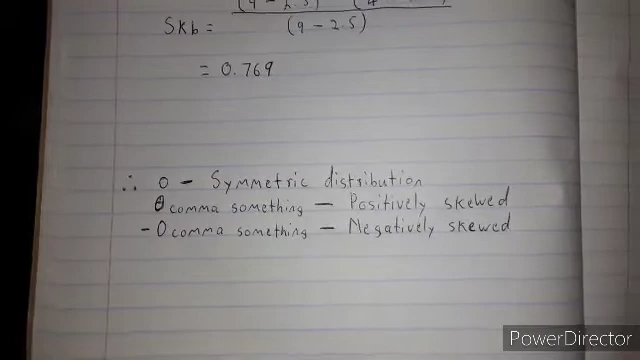 SKb =
(9 - 2.5)
= 0.769
∴ 0 - Symmetric distribution
0 comma something - Positively skewed
- 0 comma something - Negatively skewed
PowerDirector